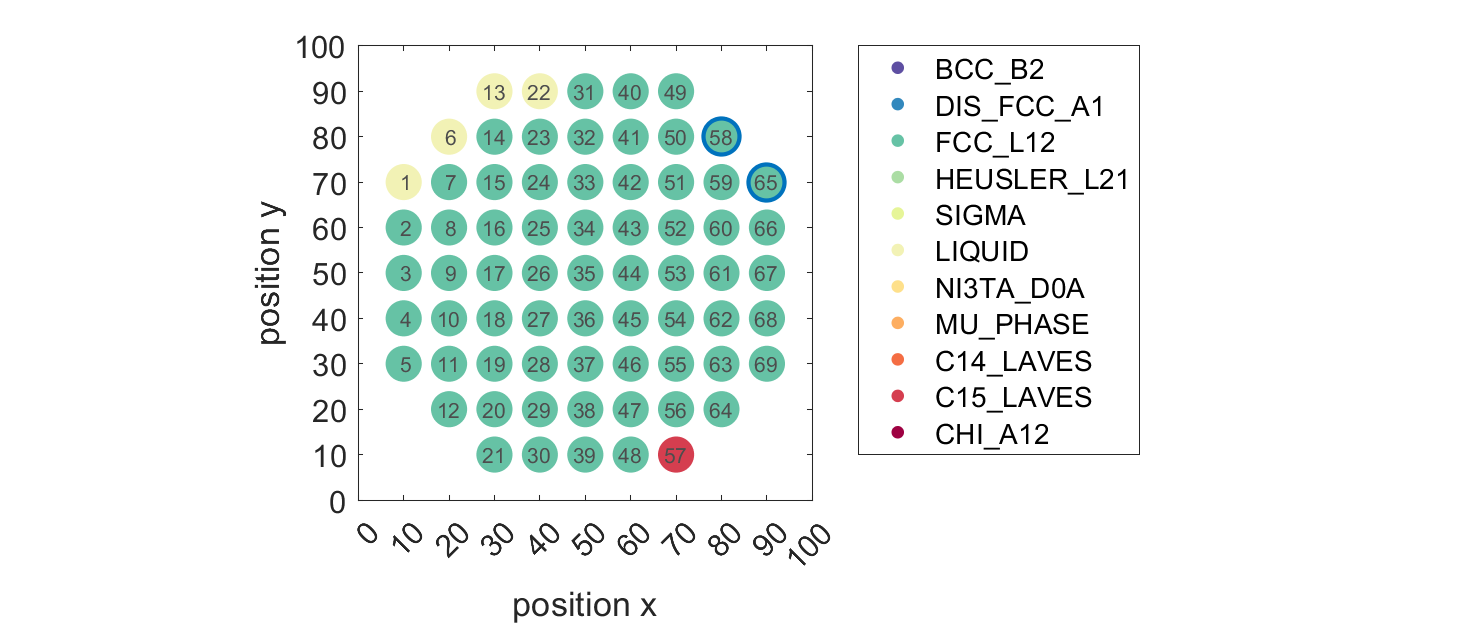 100
90 13 22 31 40 49
80 6 14 23 32 41 50 58
70 1 7 15 24 33 42 51 59 65
60 2 8 16 25 34 43 52 60 66
50 3 9 17 26 35 44 53 61 67
40 4 10 18 27 36 45 54 62 68
30 5 11 19 28 37 46 55 63 69
20 12 20 29 38 47 56 64
10 21 30 39 48 57
0
0 10 20 30 40 50 60 70 80 90 100
position x
position y
BCC_B2
DIS_FCC_A1
FCC_L12
HEUSLER_L21
SIGMA
LIQUID
NI3TA_D0A
MU_PHASE
C14_LAVES
C15_LAVES
CHI_A12